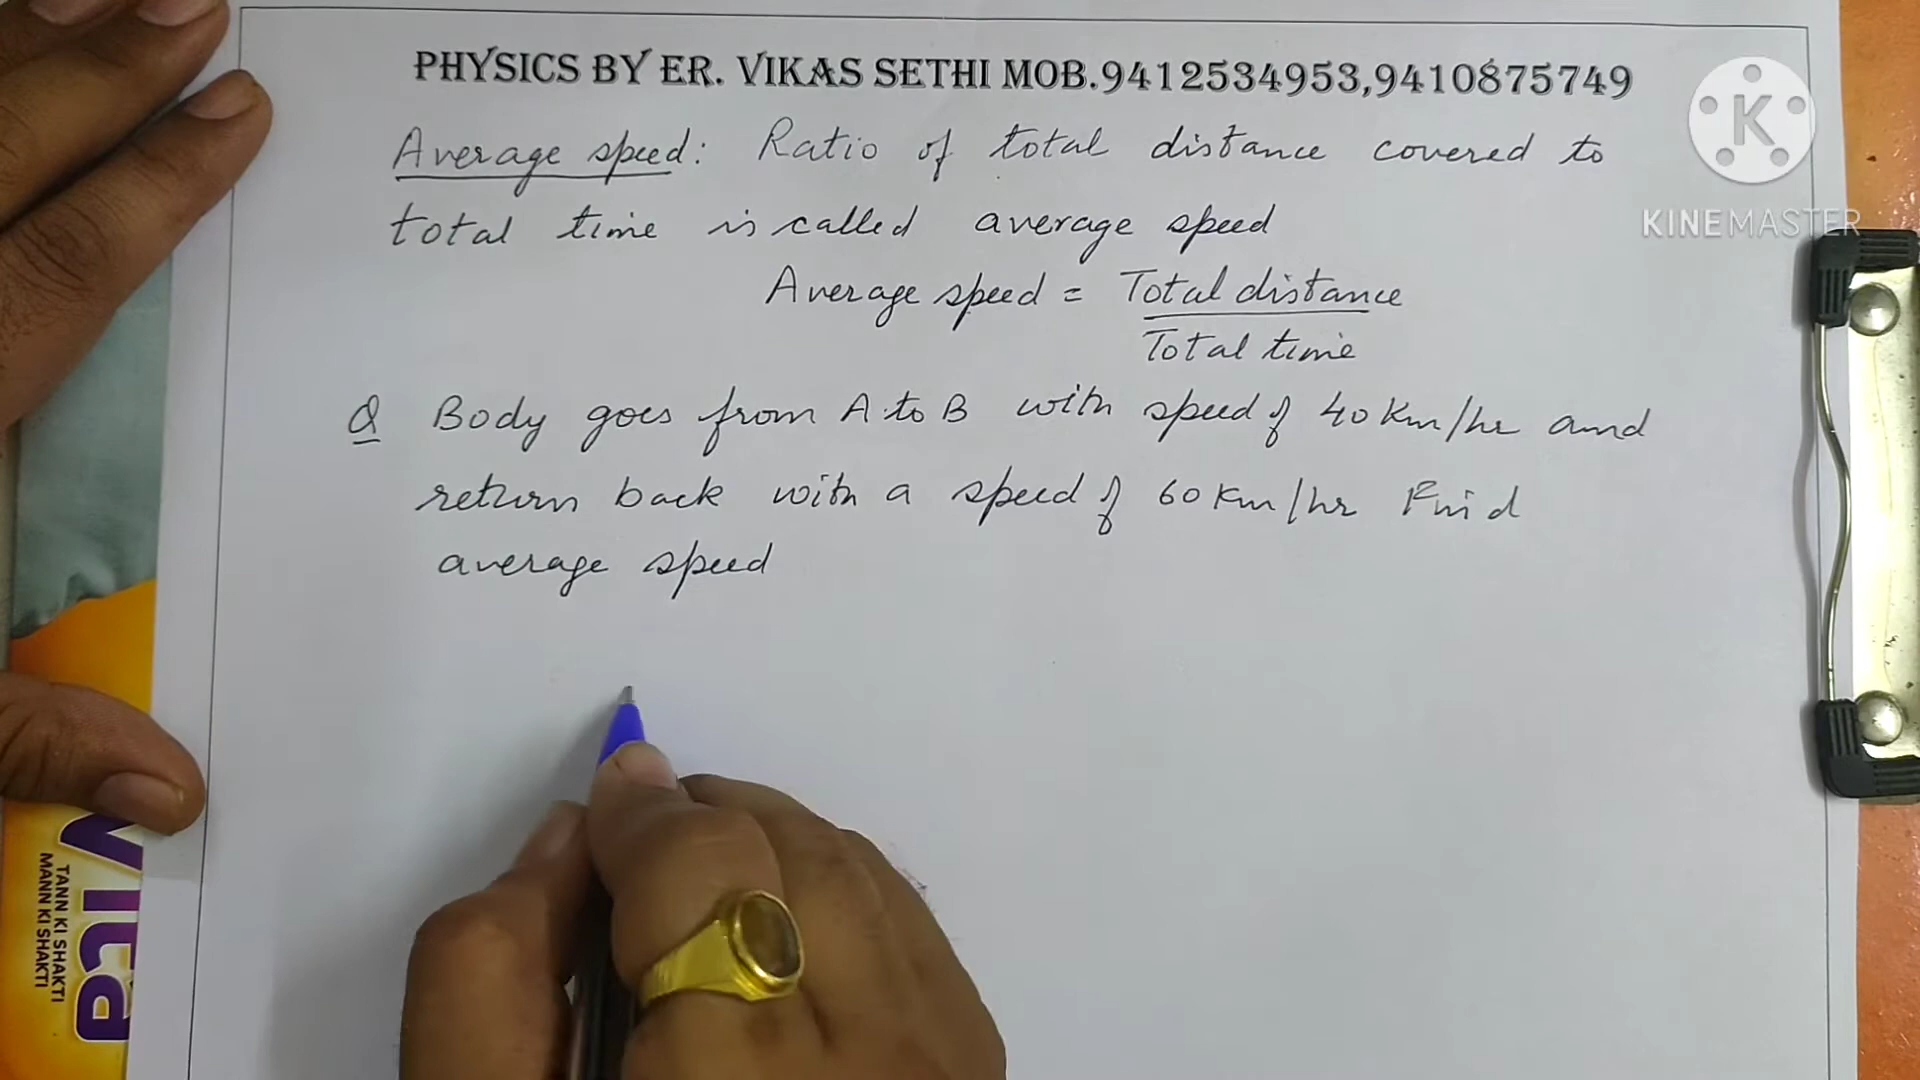 PHYSICS BY ER. VIKAS SETHI MOB.9412534953,9410875749
K
KINEMASTER
Average speed: Ratio of total distance covered to
total time is called average speed
Average speed = Total distance
Total time
Q Body goes from A to B with speed of 40 Km/hr and
return back with a speed of 60 Km/hr Find
average speed
Vita
TANN KI SHAKTI
MANN KI SHAKTI